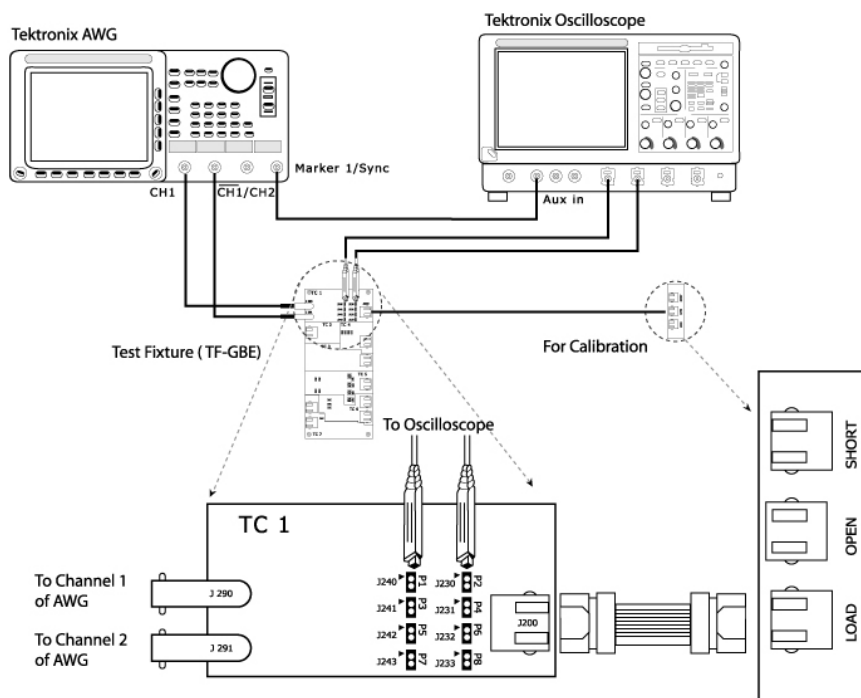 Tektronix Oscilloscope
Tektronix AWG
Marker 1/Sync
CH1
CH1/CH2
Aux in
TC 1
Test Fixture ( TF-GBE)
For Calibration
To Oscilloscope
TC 1
To Channel 1
of AWG
J 290
To Channel 2
of AWG
J 291
J240 P1
J241 P3
J242 P5
J243 P7
J230 P2
J231 P4
J232 P6
J233 P8
J200
SHORT
OPEN
LOAD